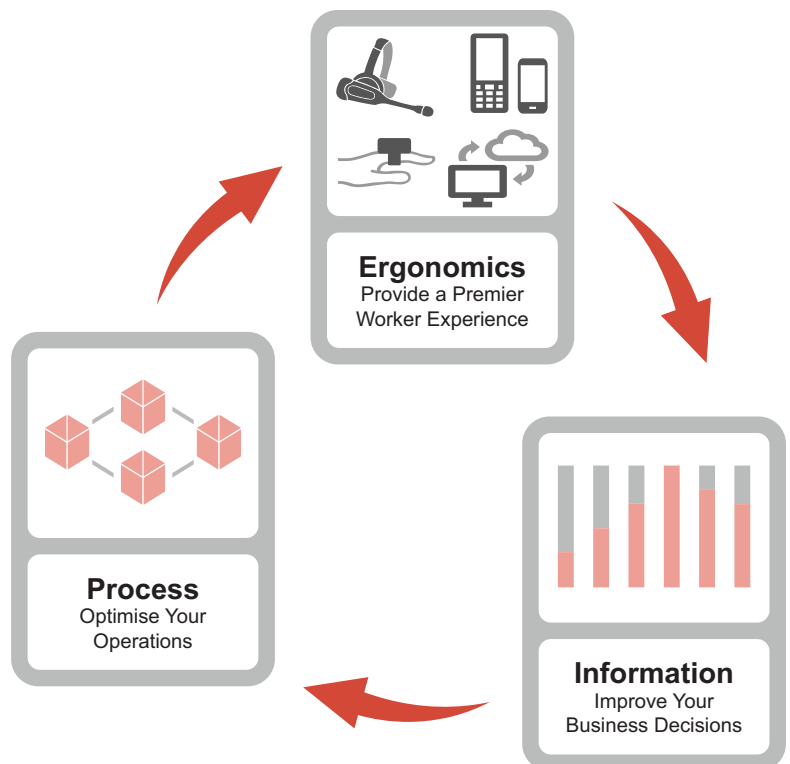 Ergonomics
Provide a Premier
Worker Experience
Process
Optimise Your
Operations
Information
Improve Your
Business Decisions